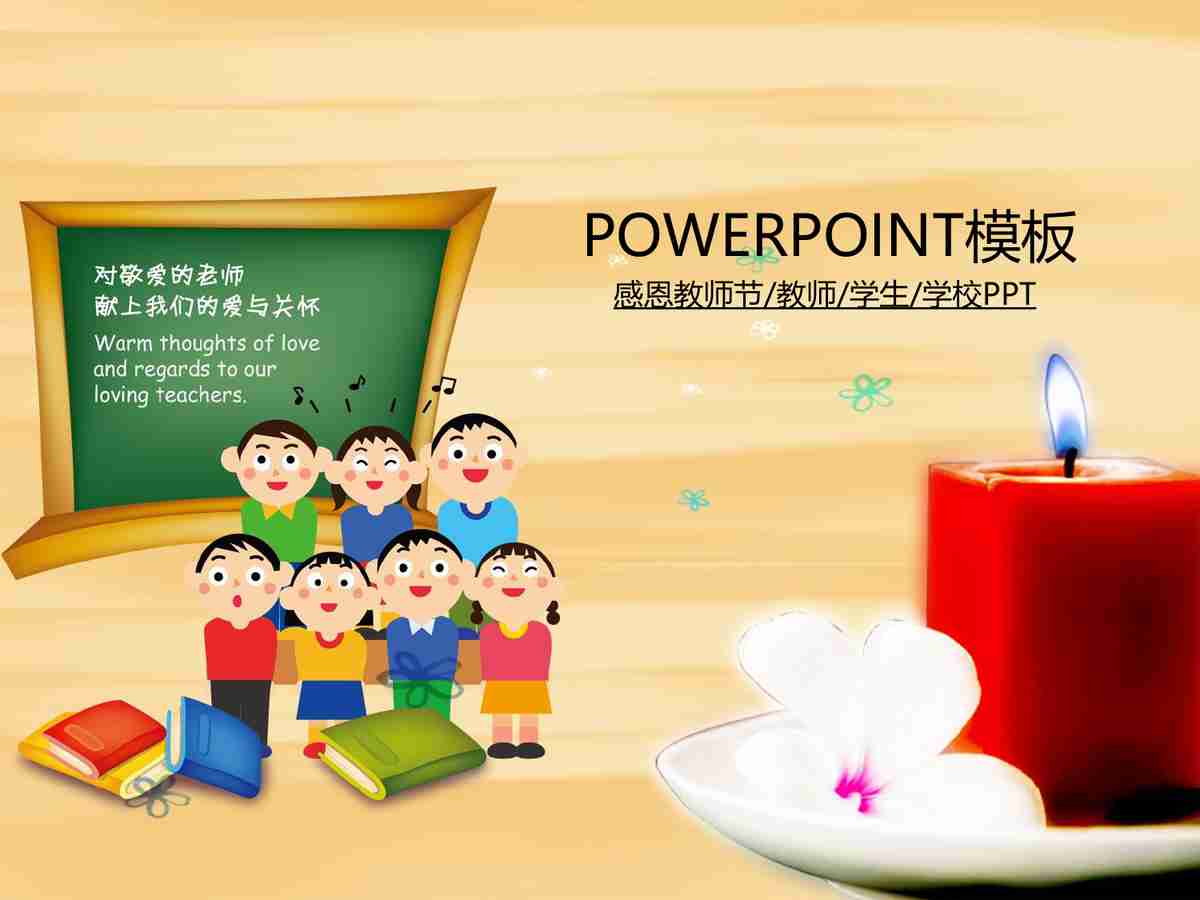 对敬爱的老师
献上我们的爱与关怀
Warm thoughts of love
and regards to our
loving teachers.
POWERPOINT模板
感恩教师节/教师/学生/学校PPT